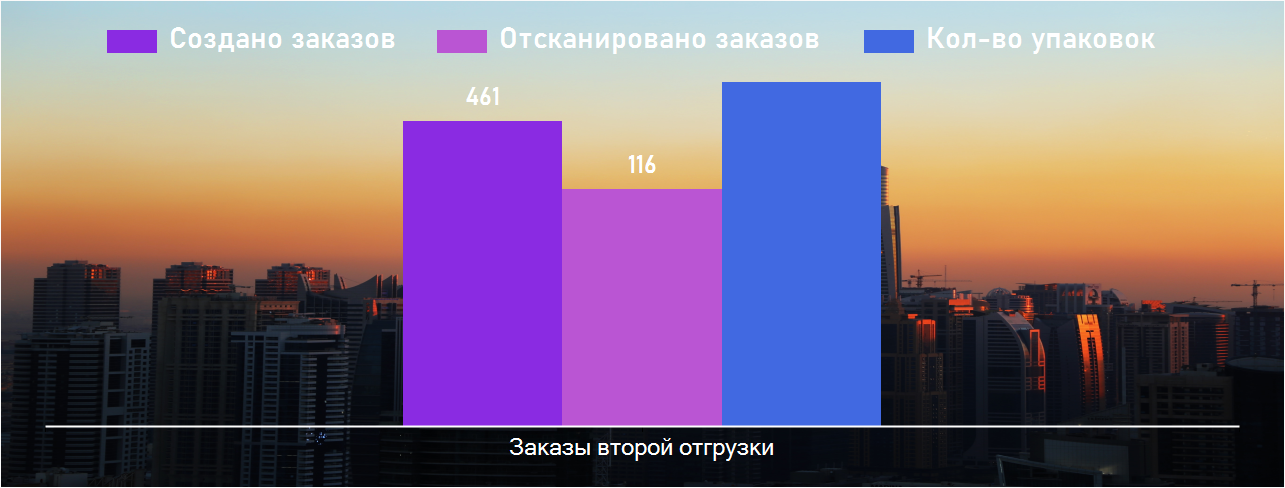 Создано заказов Отсканировано заказов Кол-во упаковок
461
116
Заказы второй отгрузки